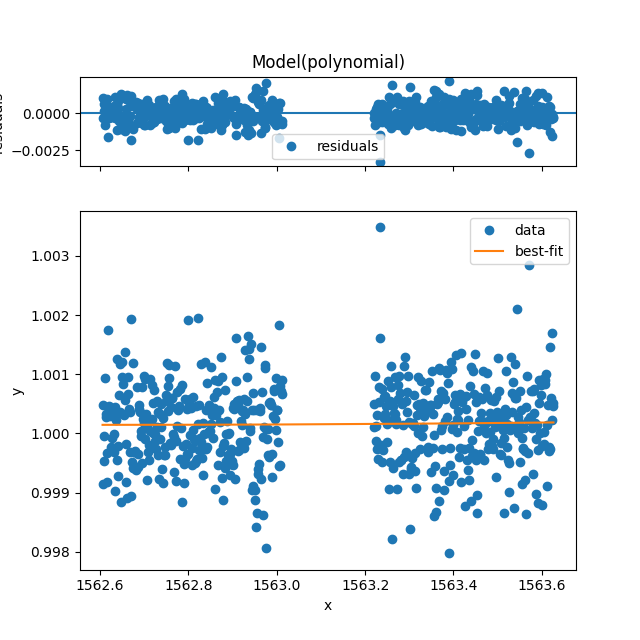 Model(polynomial)
residuals
0.0000
−0.0025
residuals
data
best-fit
1.003
1.002
1.001
1.000
0.999
0.998
y
1562.6 1562.8 1563.0 1563.2 1563.4 1563.6
x